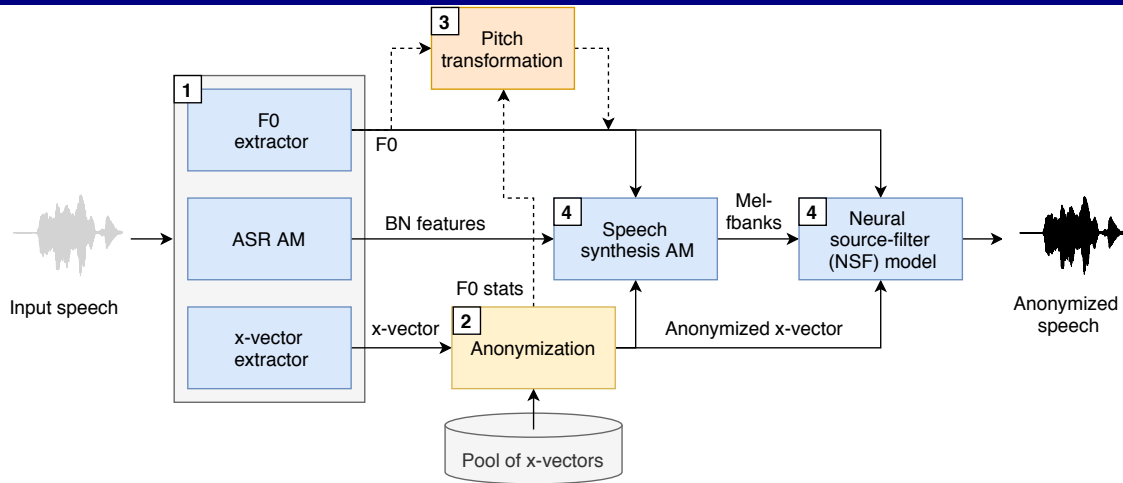 3
Pitch
transformation
1
F0
extractor
F0
ASR AM
BN features
4
Speech
synthesis AM
Mel-
fbanks
4
Neural
source-filter
(NSF) model
Input speech
F0 stats
x-vector
extractor
x-vector
2
Anonymization
Anonymized x-vector
Anonymized
speech
Pool of x-vectors